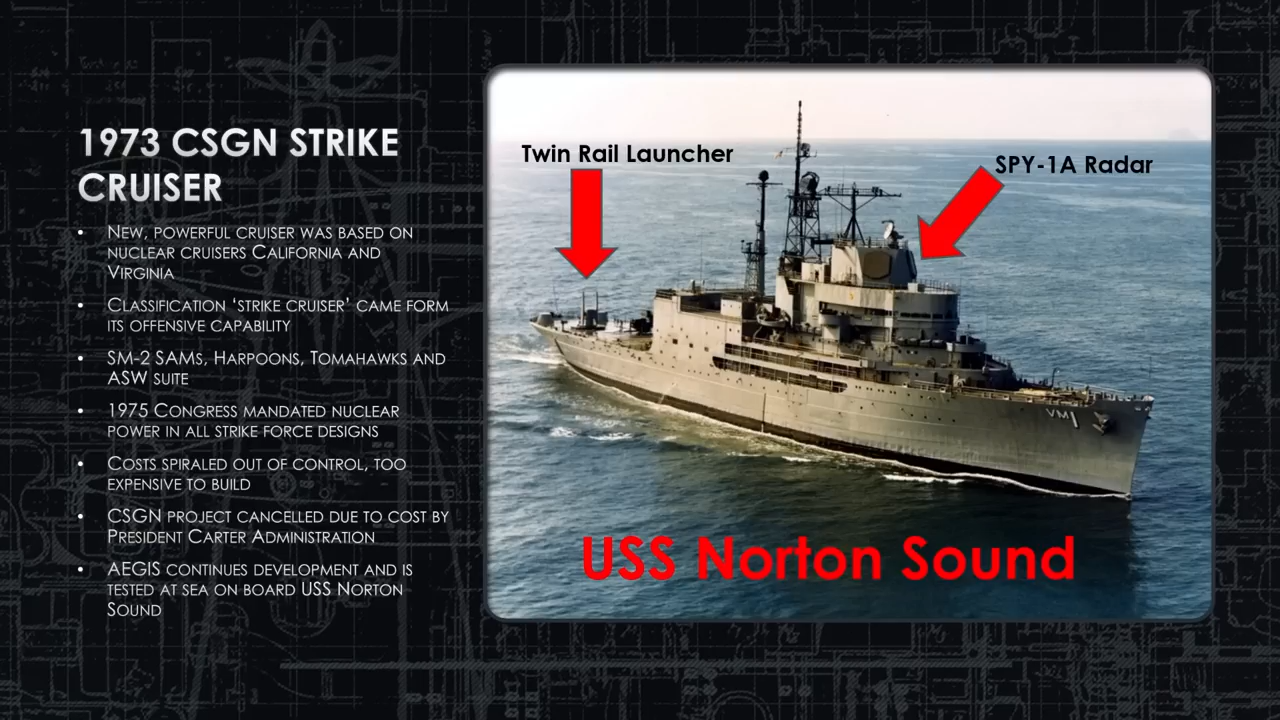 1973 CSGN STRIKE
CRUISER
• New, powerful cruiser was based on
nuclear cruisers California and
Virginia
• Classification ‘strike cruiser’ came form
its offensive capability
• SM-2 SAMs, Harpoons, Tomahawks and
ASW suite
• 1975 Congress mandated nuclear
power in all strike force designs
• Costs spiraled out of control, too
expensive to build
• CSGN project cancelled due to cost by
President Carter Administration
• AEGIS continues development and is
tested at sea on board USS Norton
Sound
Twin Rail Launcher
SPY-1A Radar
VM1
USS Norton Sound